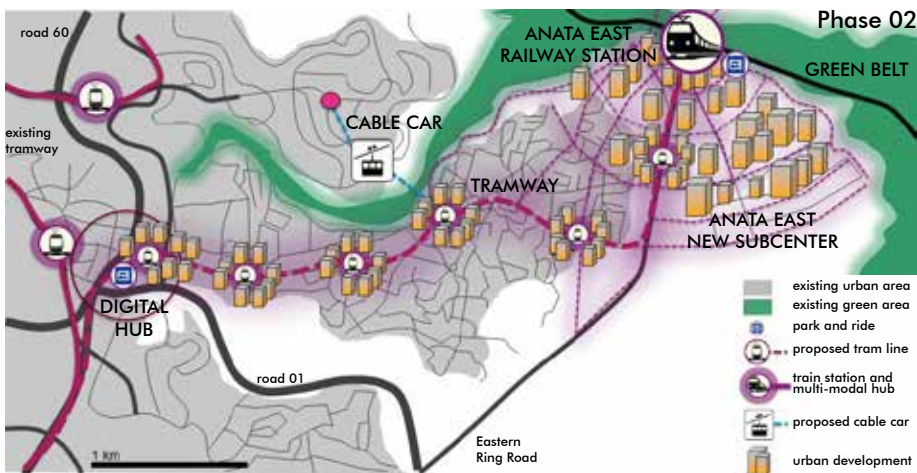 Phase 02
road 60
ANATA EAST
RAILWAY STATION
GREEN BELT
existing
tramway
CABLE CAR
TRAMWAY
ANATA EAST
NEW SUBCENTER
DIGITAL
HUB
road 01
Eastern
Ring Road
1 km
existing urban area
existing green area
park and ride
proposed tram line
train station and
multi-modal hub
proposed cable car
urban development